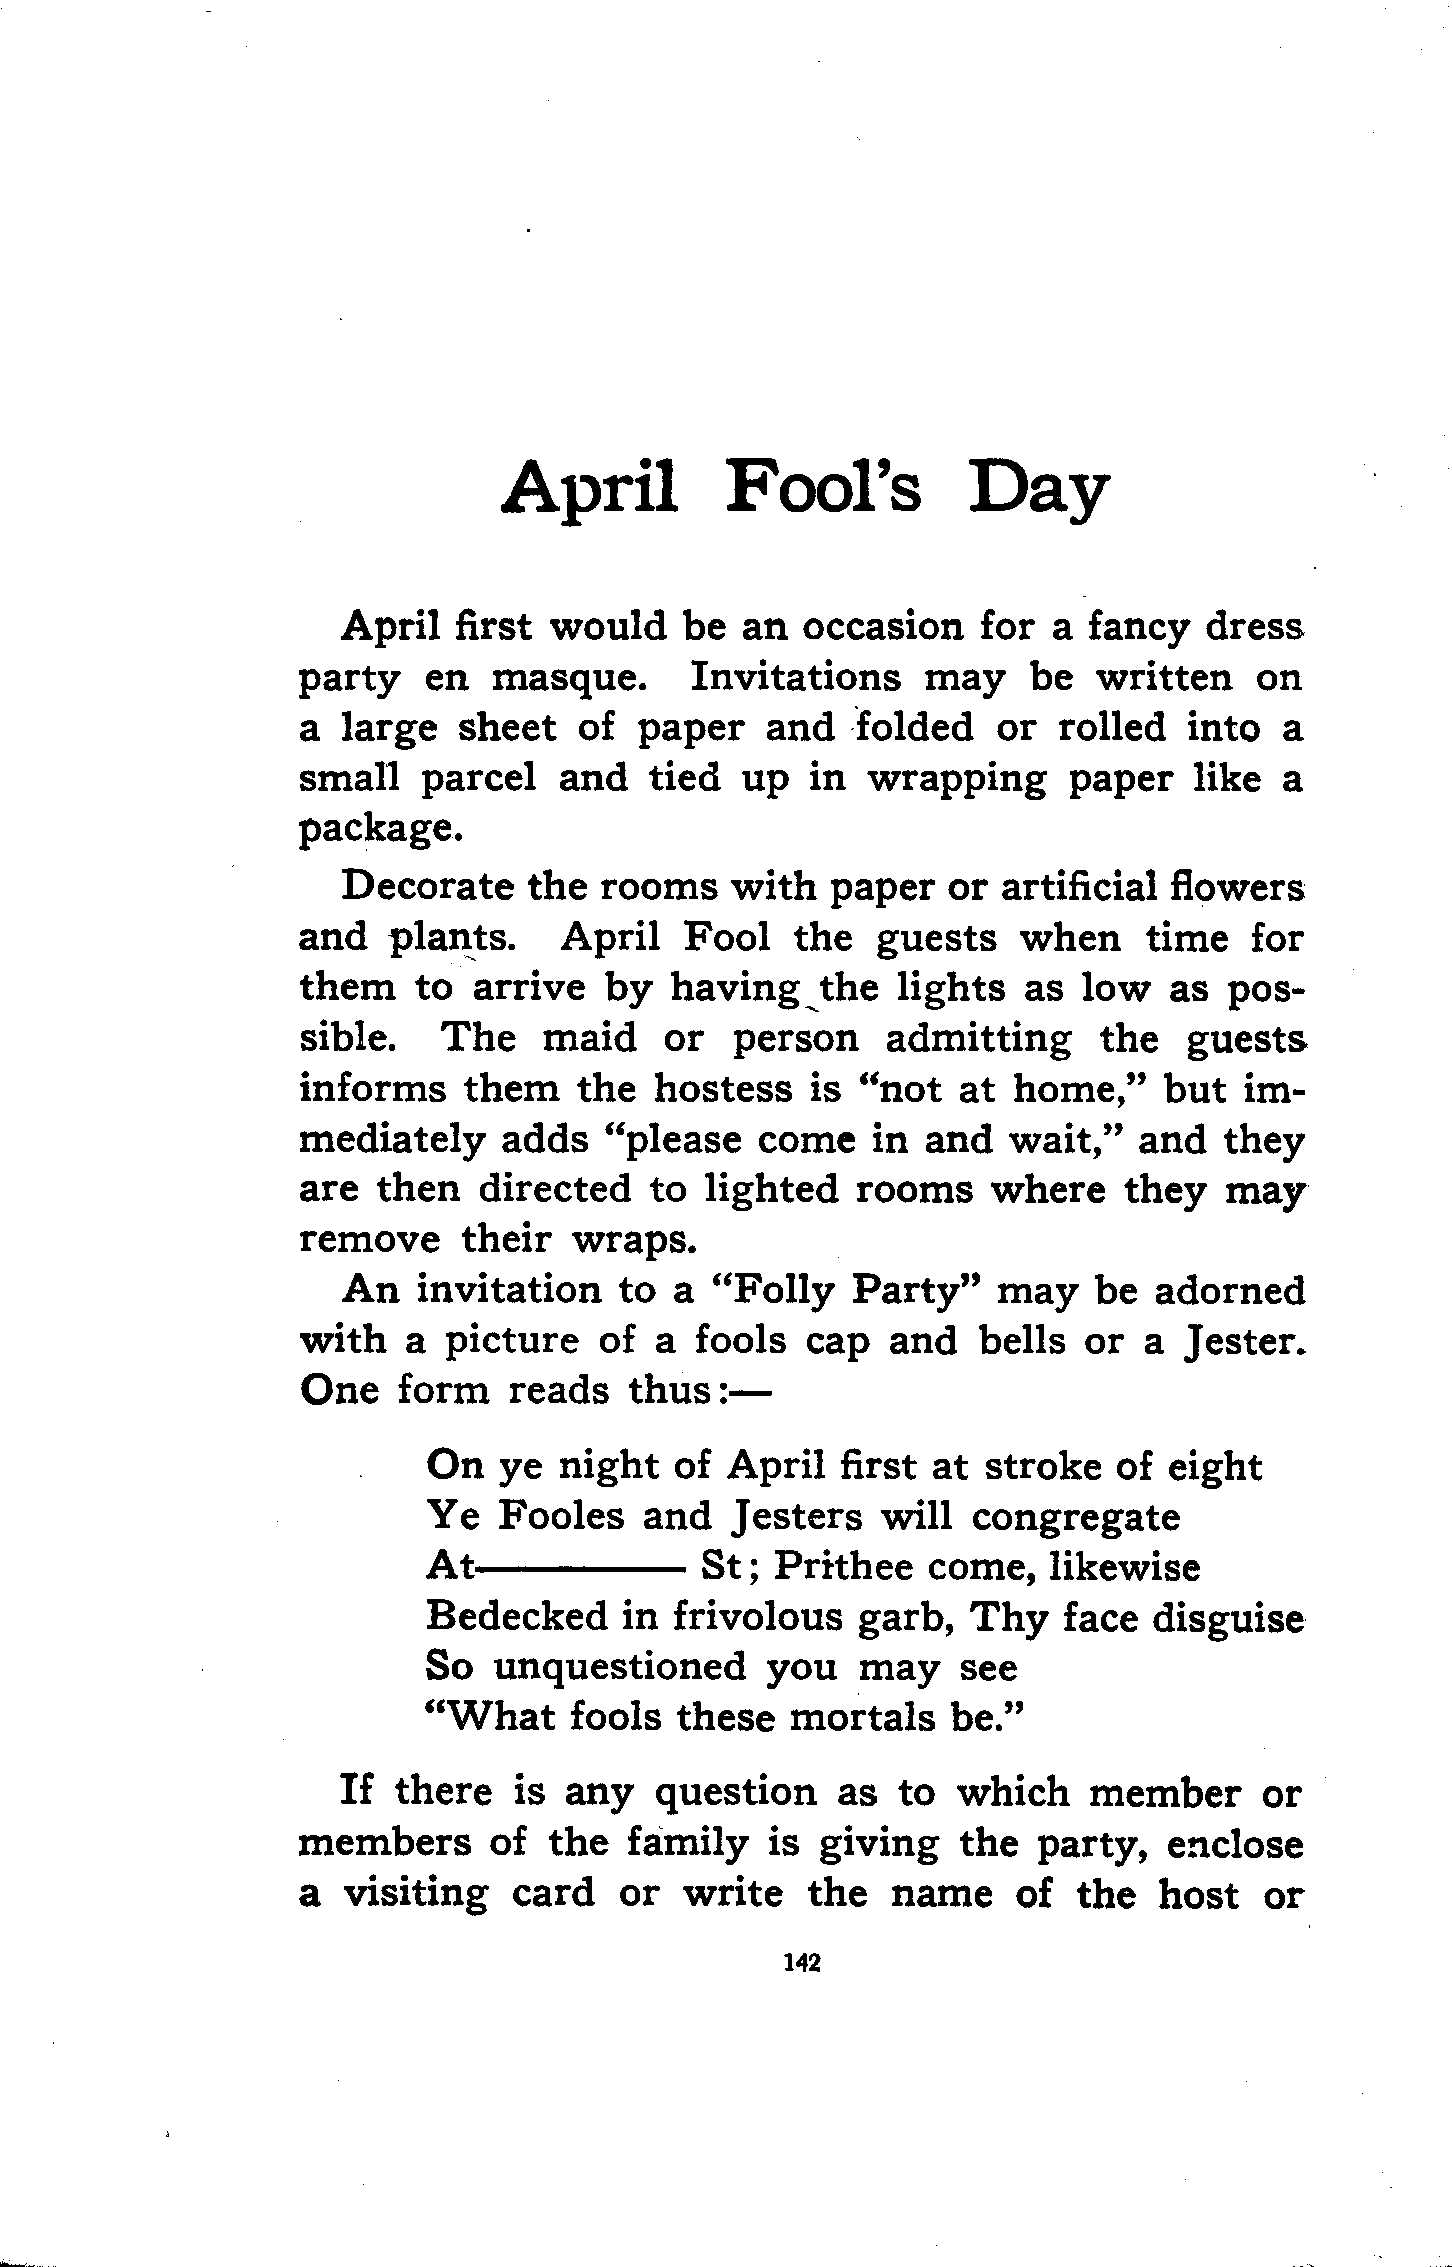 April Fool's Day
April first would be an occasion for a fancy dress
party en masque. Invitations may be written on
a large sheet of paper and folded or rolled into a
small parcel and tied up in wrapping paper like a
package.
Decorate the rooms with paper or artificial flowers
and plants. April Fool the guests when time for
them to arrive by having the lights as low as pos-
sible. The maid or person admitting the guests
informs them the hostess is “not at home,” but im-
mediately adds “please come in and wait,” and they
are then directed to lighted rooms where they may
remove their wraps.
An invitation to a “Folly Party” may be adorned
with a picture of a fools cap and bells or a Jester.
One form reads thus:—
On ye night of April first at stroke of eight
Ye Fooles and Jesters will congregate
At———— St; Prithee come, likewise
Bedecked in frivolous garb, Thy face disguise
So unquestioned you may see
“What fools these mortals be.”
If there is any question as to which member or
members of the family is giving the party, enclose
a visiting card or write the name of the host or
142